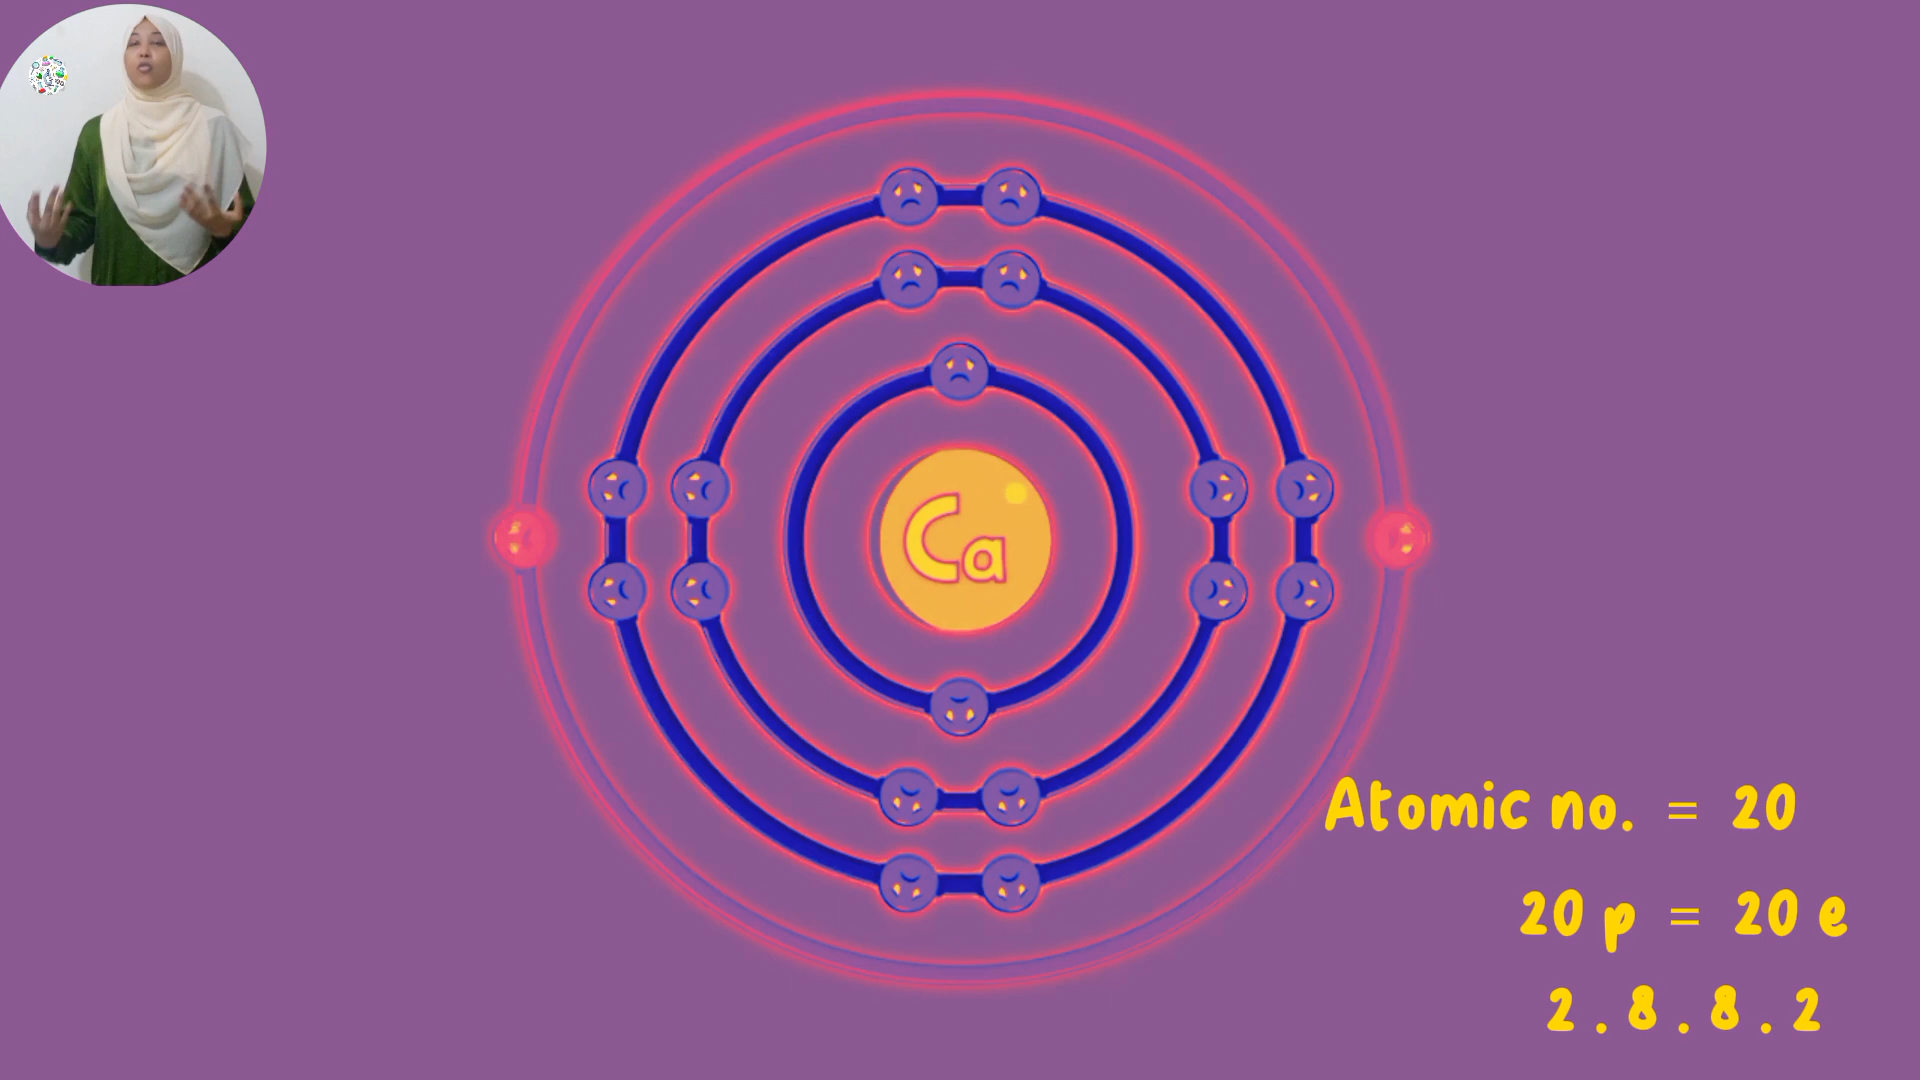 Ca
Atomic no. = 20
20 p = 20 e
2 . 8 . 8 . 2